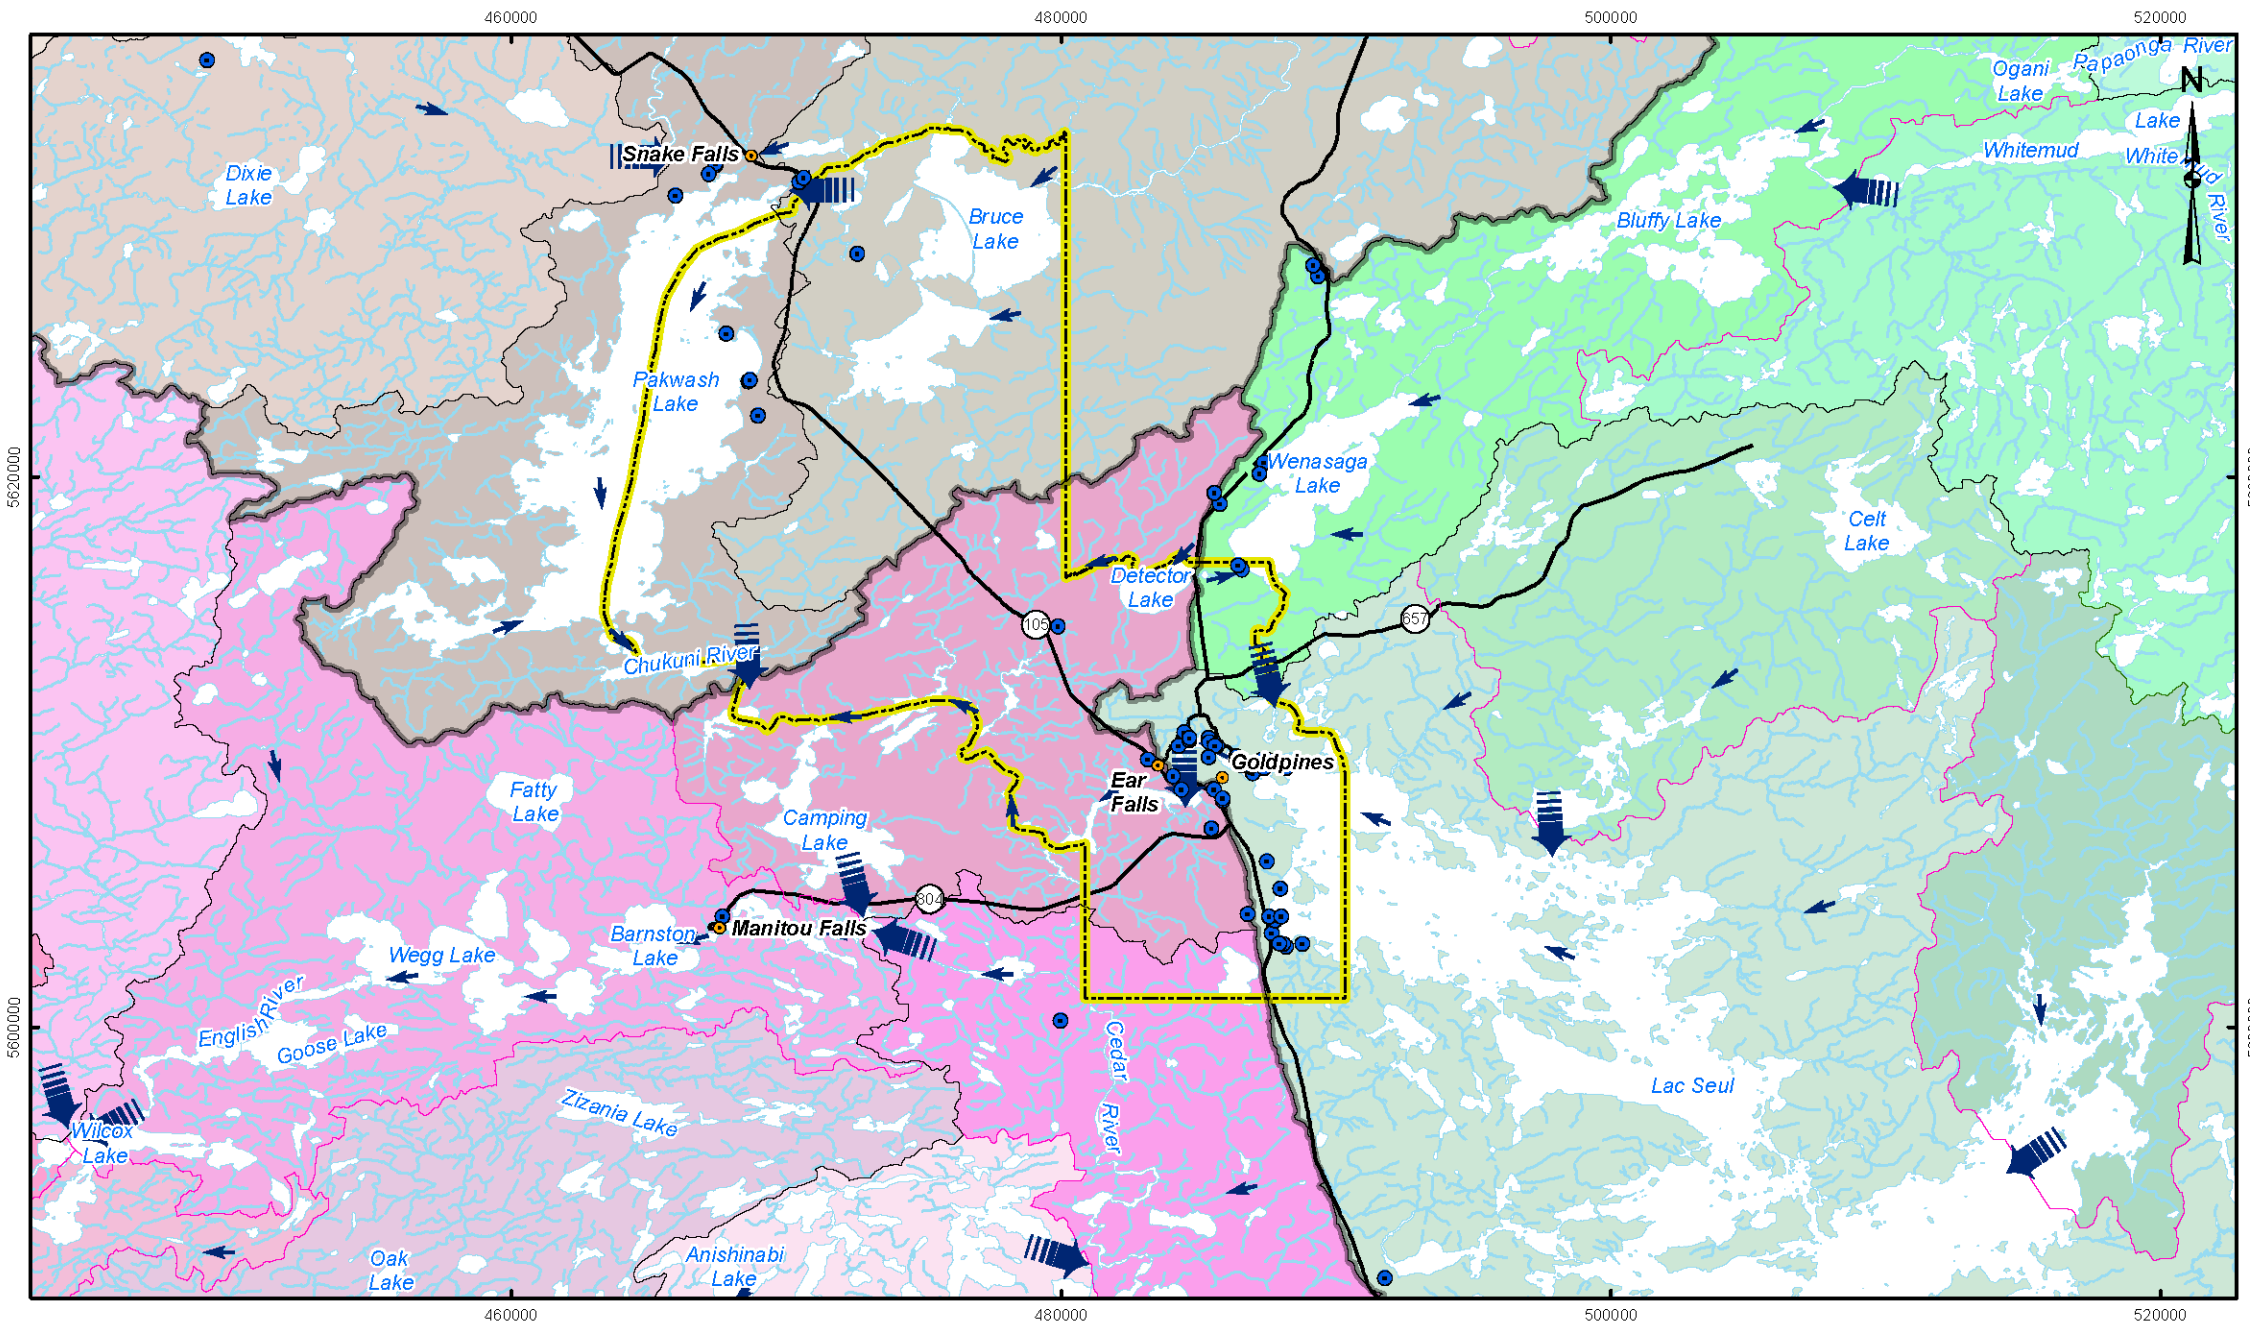 460000
480000
500000
520000
Papaonga River
Ogani
Lake
N
Lake
Whitemud
White
ud
River
Snake Falls
Dixie
Lake
Bruce
Lake
Bluffy Lake
Pakwash
Lake
5620000
Wenasaga
Lake
Celt
Lake
Detector
Lake
105
657
Chukuni River
Goldpines
Ear
Falls
Fatty
Lake
Camping
Lake
804
Manitou Falls
Barnston
Lake
Wegg Lake
English River
Goose Lake
5600000
Cedar
River
Lac Seul
Zizania Lake
Wilcox
Lake
Oak
Lake
Anishinabi
Lake
460000
480000
500000
520000